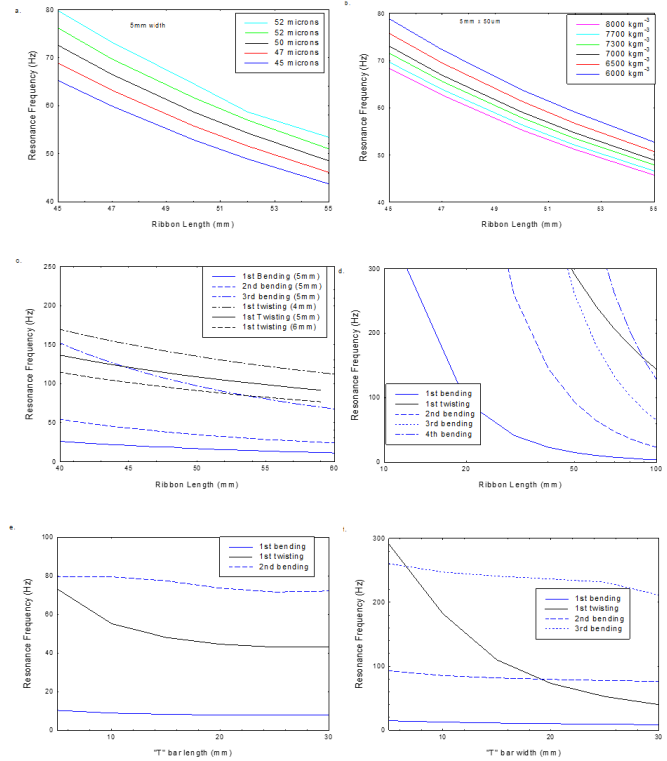 a.
5mm width
52 microns
52 microns
50 microns
47 microns
45 microns
80
70
60
50
40
Resonance Frequency (Hz)
45 47 49 51 53 55
Ribbon Length (mm)
b.
5mm x 50um
8000 kgm-3
7700 kgm-3
7300 kgm-3
7000 kgm-3
6500 kgm-3
6000 kgm-3
80
70
60
50
40
Resonance Frequency (Hz)
45 47 49 51 53 55
Ribbon Length (mm)
c.
1st Bending (5mm)
2nd bending (5mm)
3rd bending (5mm)
1st twisting (4mm)
1st Twisting (5mm)
1st twisting (6mm)
250
200
150
100
50
0
Resonance Frequency (Hz)
40 45 50 55 60
Ribbon Length (mm)
d.
1st bending
1st twisting
2nd bending
3rd bending
4th bending
300
200
100
0
Resonance Frequency (Hz)
10 20 50 100
Ribbon Length (mm)
e.
1st bending
1st twisting
2nd bending
100
80
60
40
20
0
Resonance Frequency (Hz)
10 20 30
"T" bar length (mm)
f.
1st bending
1st twisting
2nd bending
3rd bending
300
200
100
0
Resonance Frequency (Hz)
10 20 30
"T" bar width (mm)